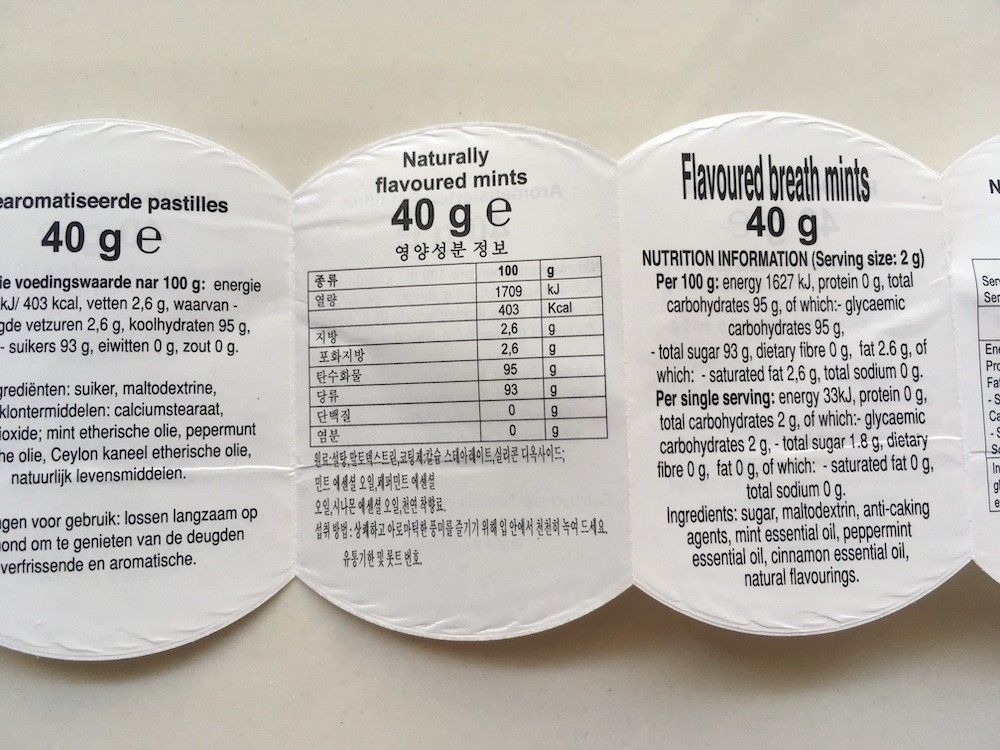 earomatiseerde pastilles
40 g ℮
ie voedingswaarde nar 100 g: energie
kJ/ 403 kcal, vetten 2,6 g, waarvan -
gde vetzuren 2,6 g, koolhydraten 95 g,
- suikers 93 g, eiwitten 0 g, zout 0 g.
grediënten: suiker, maltodextrine,
klontermiddelen: calciumstearaat,
ioxide; mint etherische olie, pepermunt
he olie, Ceylon kaneel etherische olie,
natuurlijk levensmiddelen.
ngen voor gebruik: lossen langzaam op
ond om te genieten van de deugden
verfrissende en aromatische.
Naturally
flavoured mints
40 g ℮
영양성분 정보
종류 100 g
열량 1709 kJ
403 Kcal
지방 2,6 g
포화지방 2,6 g
탄수화물 95 g
당류 93 g
단백질 0 g
염분 0 g
원료:설탕,말토덱스트린,코팅제:칼슘 스테아레이트,실리콘 디옥사이드;
민트 에센셜 오일,페퍼민트 에센셜
오일,시나몬 에센셜 오일,천연 착향료.
섭취 방법: 상쾌하고 아로마틱한 풍미를 즐기기 위해 입 안에서 천천히 녹여 드세요.
유통기한 및 롯트 번호.
Flavoured breath mints
40 g
NUTRITION INFORMATION (Serving size: 2 g)
Per 100 g: energy 1627 kJ, protein 0 g, total
carbohydrates 95 g, of which:- glycaemic
carbohydrates 95 g,
- total sugar 93 g, dietary fibre 0 g, fat 2.6 g, of
which: - saturated fat 2,6 g, total sodium 0 g.
Per single serving: energy 33kJ, protein 0 g,
total carbohydrates 2 g, of which:- glycaemic
carbohydrates 2 g, - total sugar 1.8 g, dietary
fibre 0 g, fat 0 g, of which: - saturated fat 0 g,
total sodium 0 g.
Ingredients: sugar, maltodextrin, anti-caking
agents, mint essential oil, peppermint
essential oil, cinnamon essential oil,
natural flavourings.
N
Ser
Ser
Ene
Pro
Fat
- S
Ca
- S
In